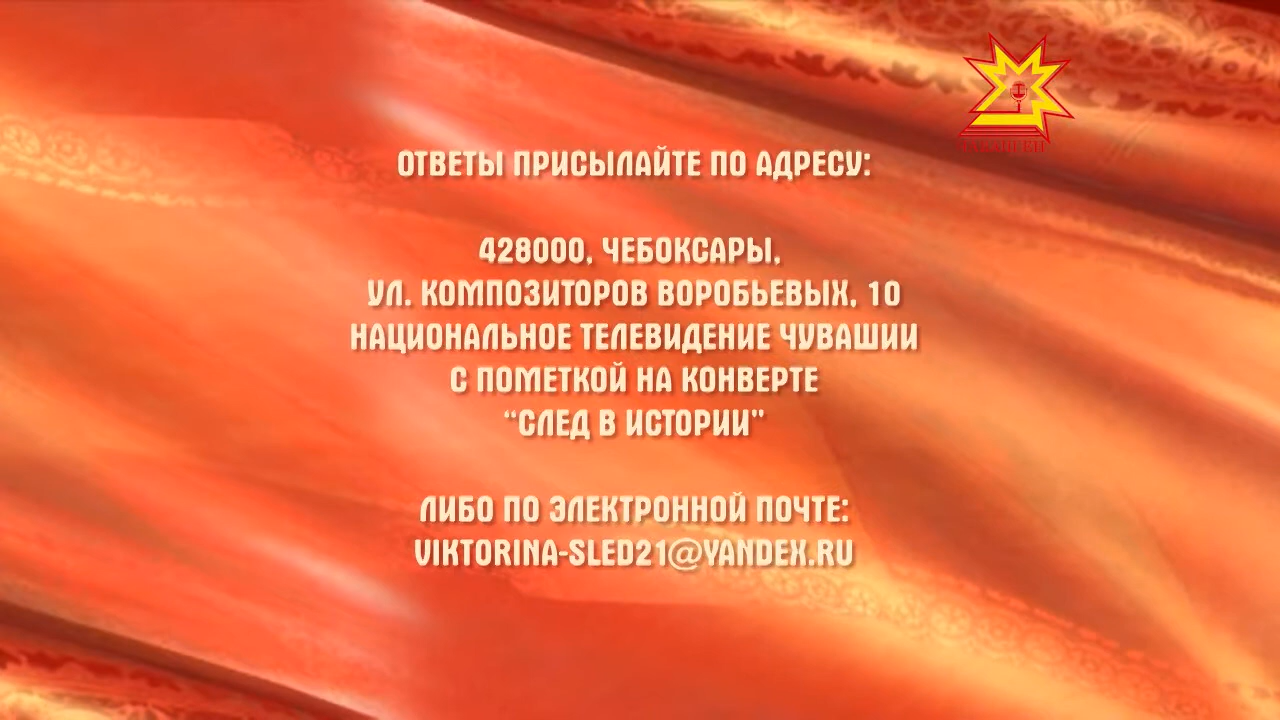 ОТВЕТЫ ПРИСЫЛАЙТЕ ПО АДРЕСУ:
428000, ЧЕБОКСАРЫ,
УЛ. КОМПОЗИТОРОВ ВОРОБЬЕВЫХ, 10
НАЦИОНАЛЬНОЕ ТЕЛЕВИДЕНИЕ ЧУВАШИИ
С ПОМЕТКОЙ НА КОНВЕРТЕ
“СЛЕД В ИСТОРИИ”
ЛИБО ПО ЭЛЕКТРОННОЙ ПОЧТЕ:
VIKTORINA-SLED21@YANDEX.RU